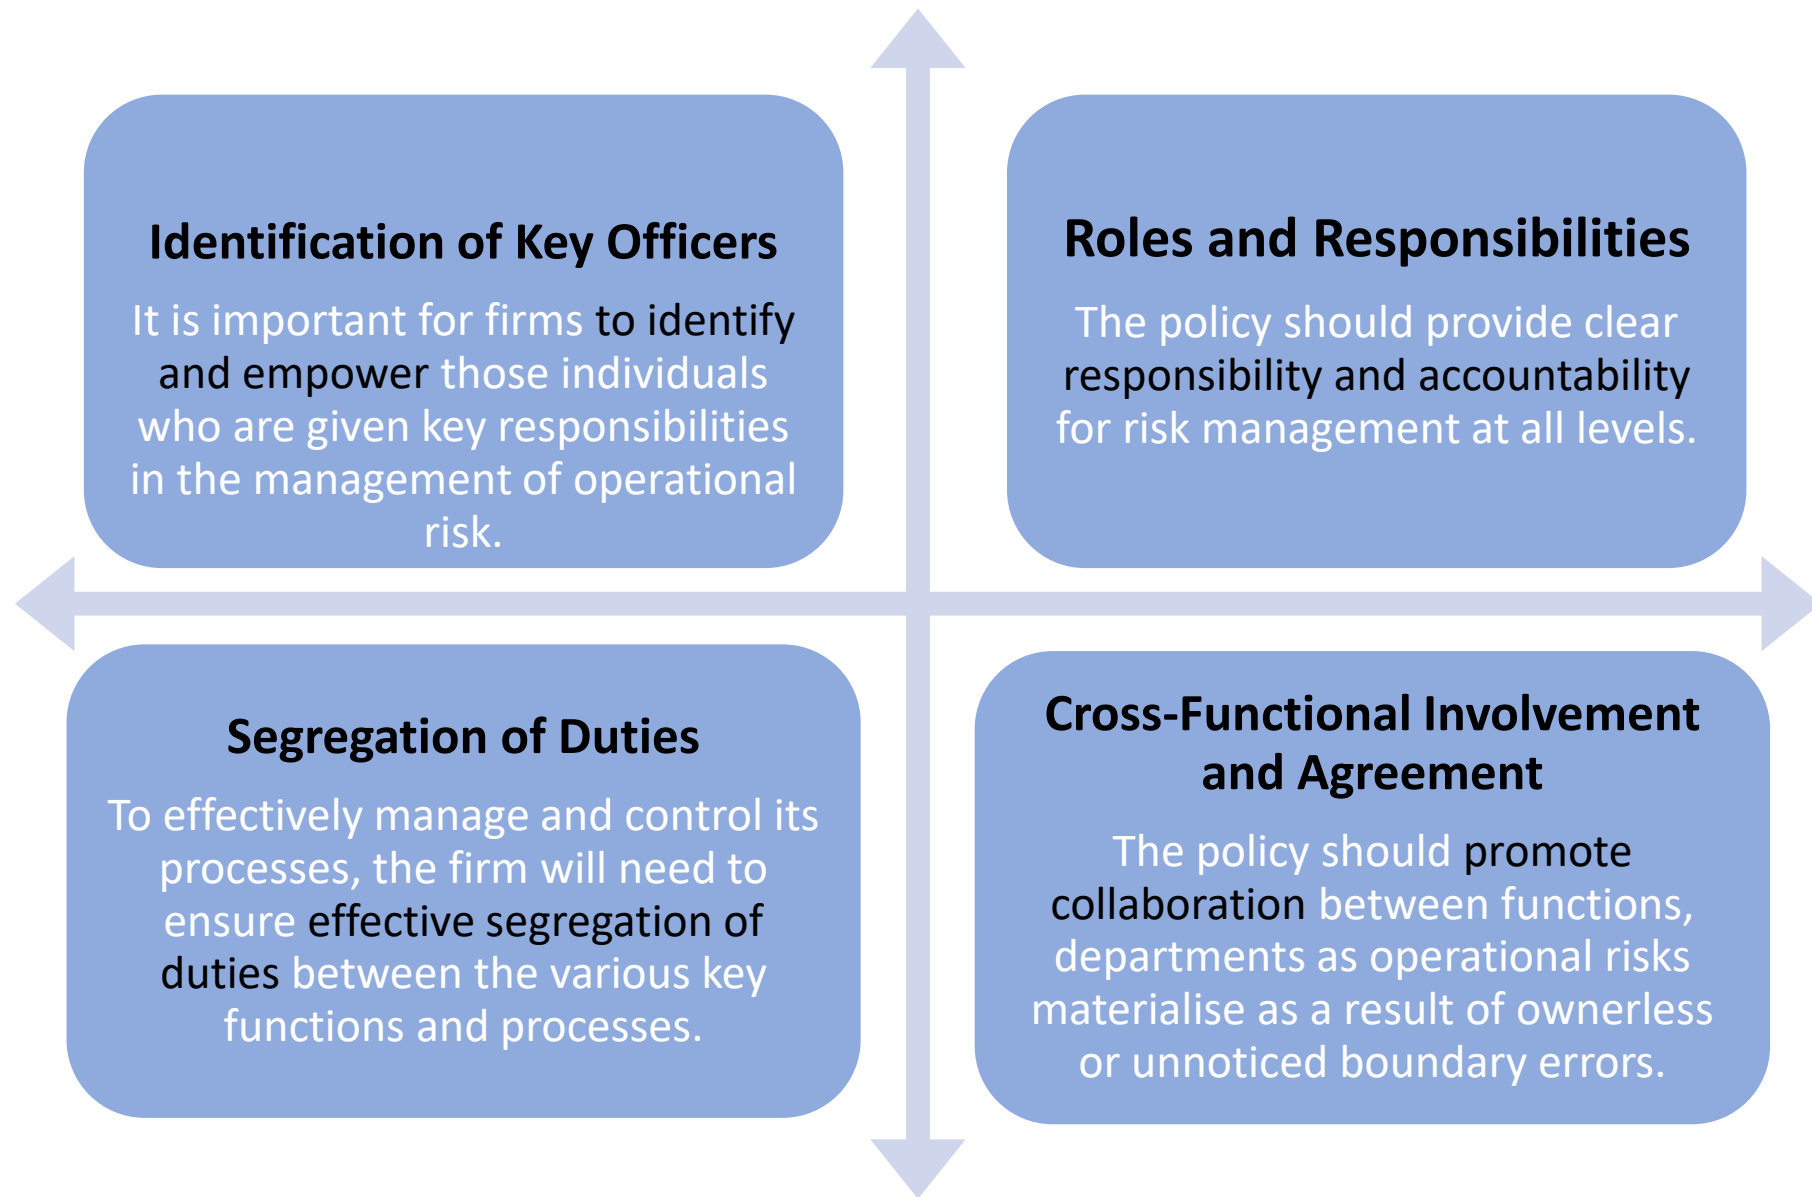 Identification of Key Officers
It is important for firms to identify
and empower those individuals
who are given key responsibilities
in the management of operational
risk.
Roles and Responsibilities
The policy should provide clear
responsibility and accountability
for risk management at all levels.
Segregation of Duties
To effectively manage and control its
processes, the firm will need to
ensure effective segregation of
duties between the various key
functions and processes.
Cross-Functional Involvement
and Agreement
The policy should promote
collaboration between functions,
departments as operational risks
materialise as a result of ownerless
or unnoticed boundary errors.